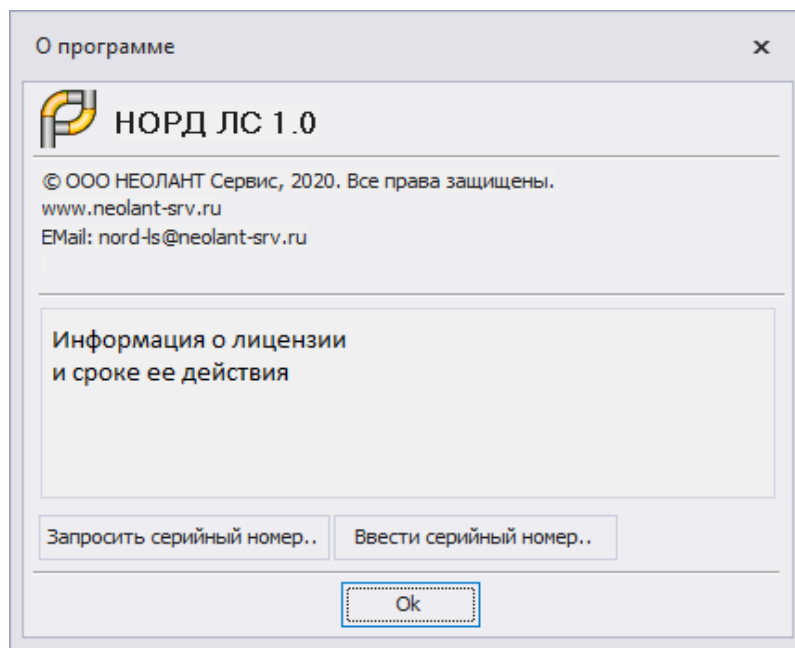 О программе
НОРД ЛС 1.0
© ООО НЕОЛАНТ Сервис, 2020. Все права защищены.
www.neolant-srv.ru
EMail: nord-ls@neolant-srv.ru
Информация о лицензии
и сроке ее действия
Запросить серийный номер.. Ввести серийный номер..
Ok